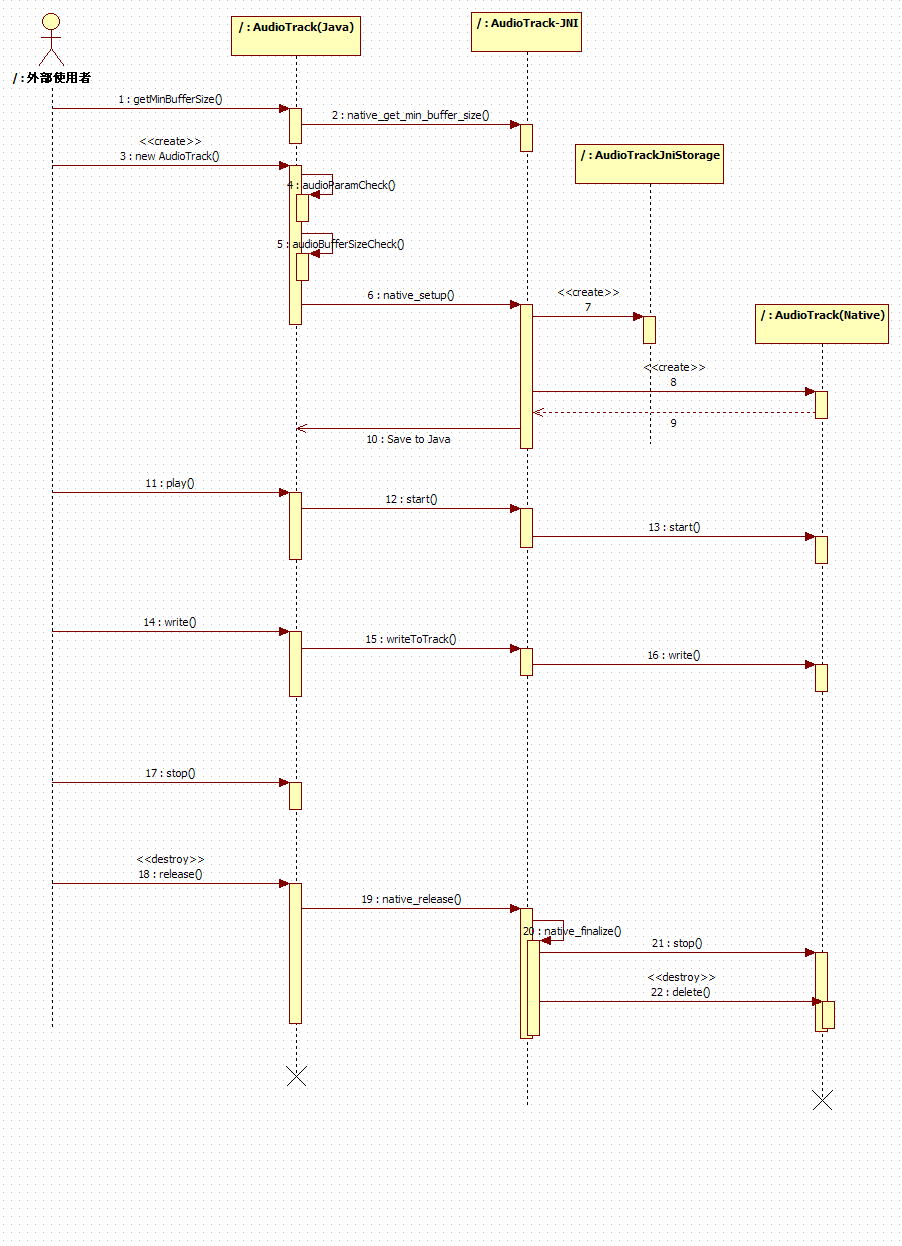 / : AudioTrack(Java)
/ : AudioTrack-JNI
/ : 外部使用者
1 : getMinBufferSize()
2 : native_get_min_buffer_size()
<<create>>
3 : new AudioTrack()
/ : AudioTrackJniStorage
4 : audioParamCheck()
5 : audioBufferSizeCheck()
6 : native_setup()
<<create>>
7
/ : AudioTrack(Native)
<<create>>
8
9
10 : Save to Java
11 : play()
12 : start()
13 : start()
14 : write()
15 : writeToTrack()
16 : write()
17 : stop()
<<destroy>>
18 : release()
19 : native_release()
20 : native_finalize()
21 : stop()
<<destroy>>
22 : delete()